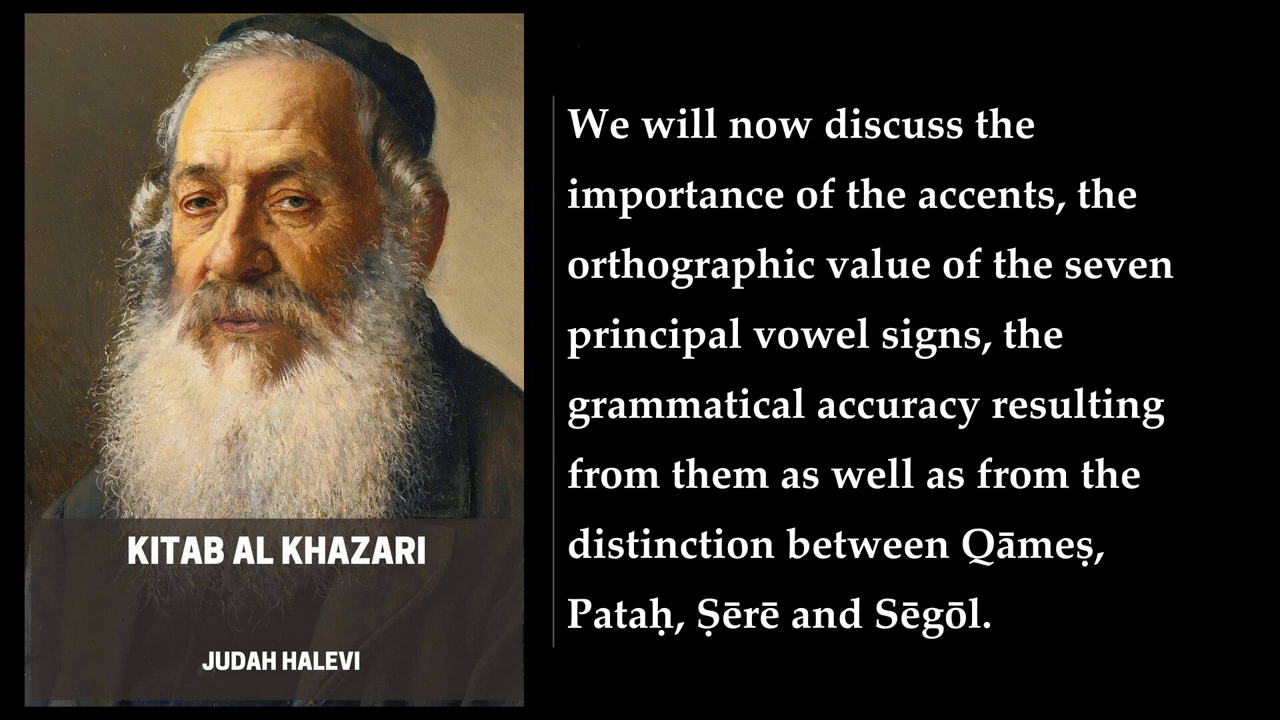 KITAB AL KHAZARI
JUDAH HALEVI
We will now discuss the
importance of the accents, the
orthographic value of the seven
principal vowel signs, the
grammatical accuracy resulting
from them as well as from the
distinction between Qāmeṣ,
Pataḥ, Ṣērē and Sēgōl.